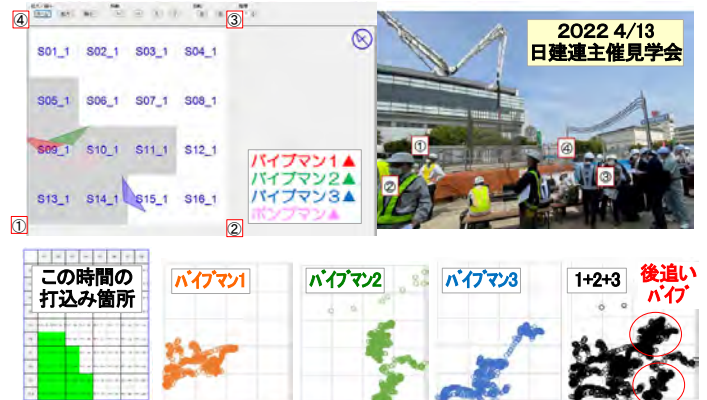 ④
③
S01_1 S02_1 S03_1 S04_1
S05_1 S06_1 S07_1 S08_1
S09_1 S10_1 S11_1 S12_1
S13_1 S14_1 S15_1 S16_1
パイプマン1▲
パイプマン2▲
パイプマン3▲
ポンプマン▲
①
②
2022 4/13
日建連主催見学会
①
④
②
③
この時間の
打込み箇所
パイプマン1
パイプマン2
パイプマン3
1+2+3
後追い
パイプ